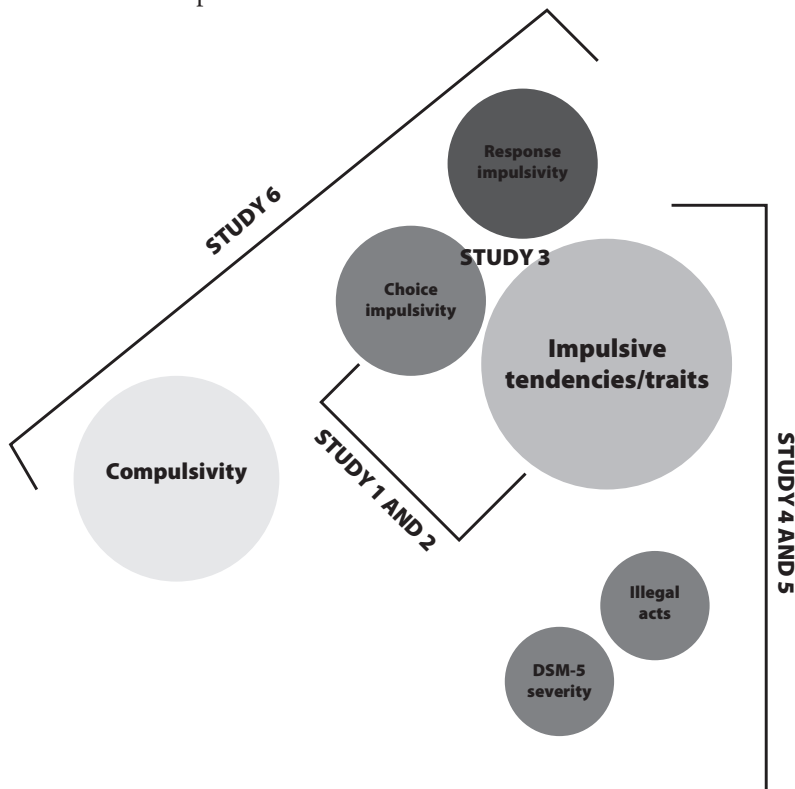 Response
impulsivity
STUDY 6
STUDY 3
Choice
impulsivity
Impulsive
tendencies/traits
Compulsivity
STUDY 1 AND 2
STUDY 4 AND 5
Illegal
acts
DSM-5
severity